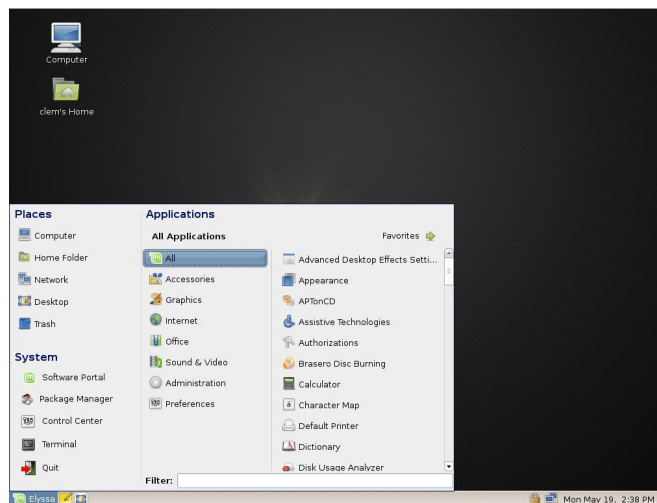 Computer
clem's Home
Places
Computer
Home Folder
Network
Desktop
Trash
System
Software Portal
Package Manager
Control Center
Terminal
Quit
Applications
All Applications
Favorites
All
Accessories
Graphics
Internet
Office
Sound & Video
Administration
Preferences
Advanced Desktop Effects Setti...
Appearance
APTonCD
Assistive Technologies
Authorizations
Brasero Disc Burning
Calculator
Character Map
Default Printer
Dictionary
Disk Usage Analyzer
Filter:
Elyssa
Mon May 19, 2:38 PM